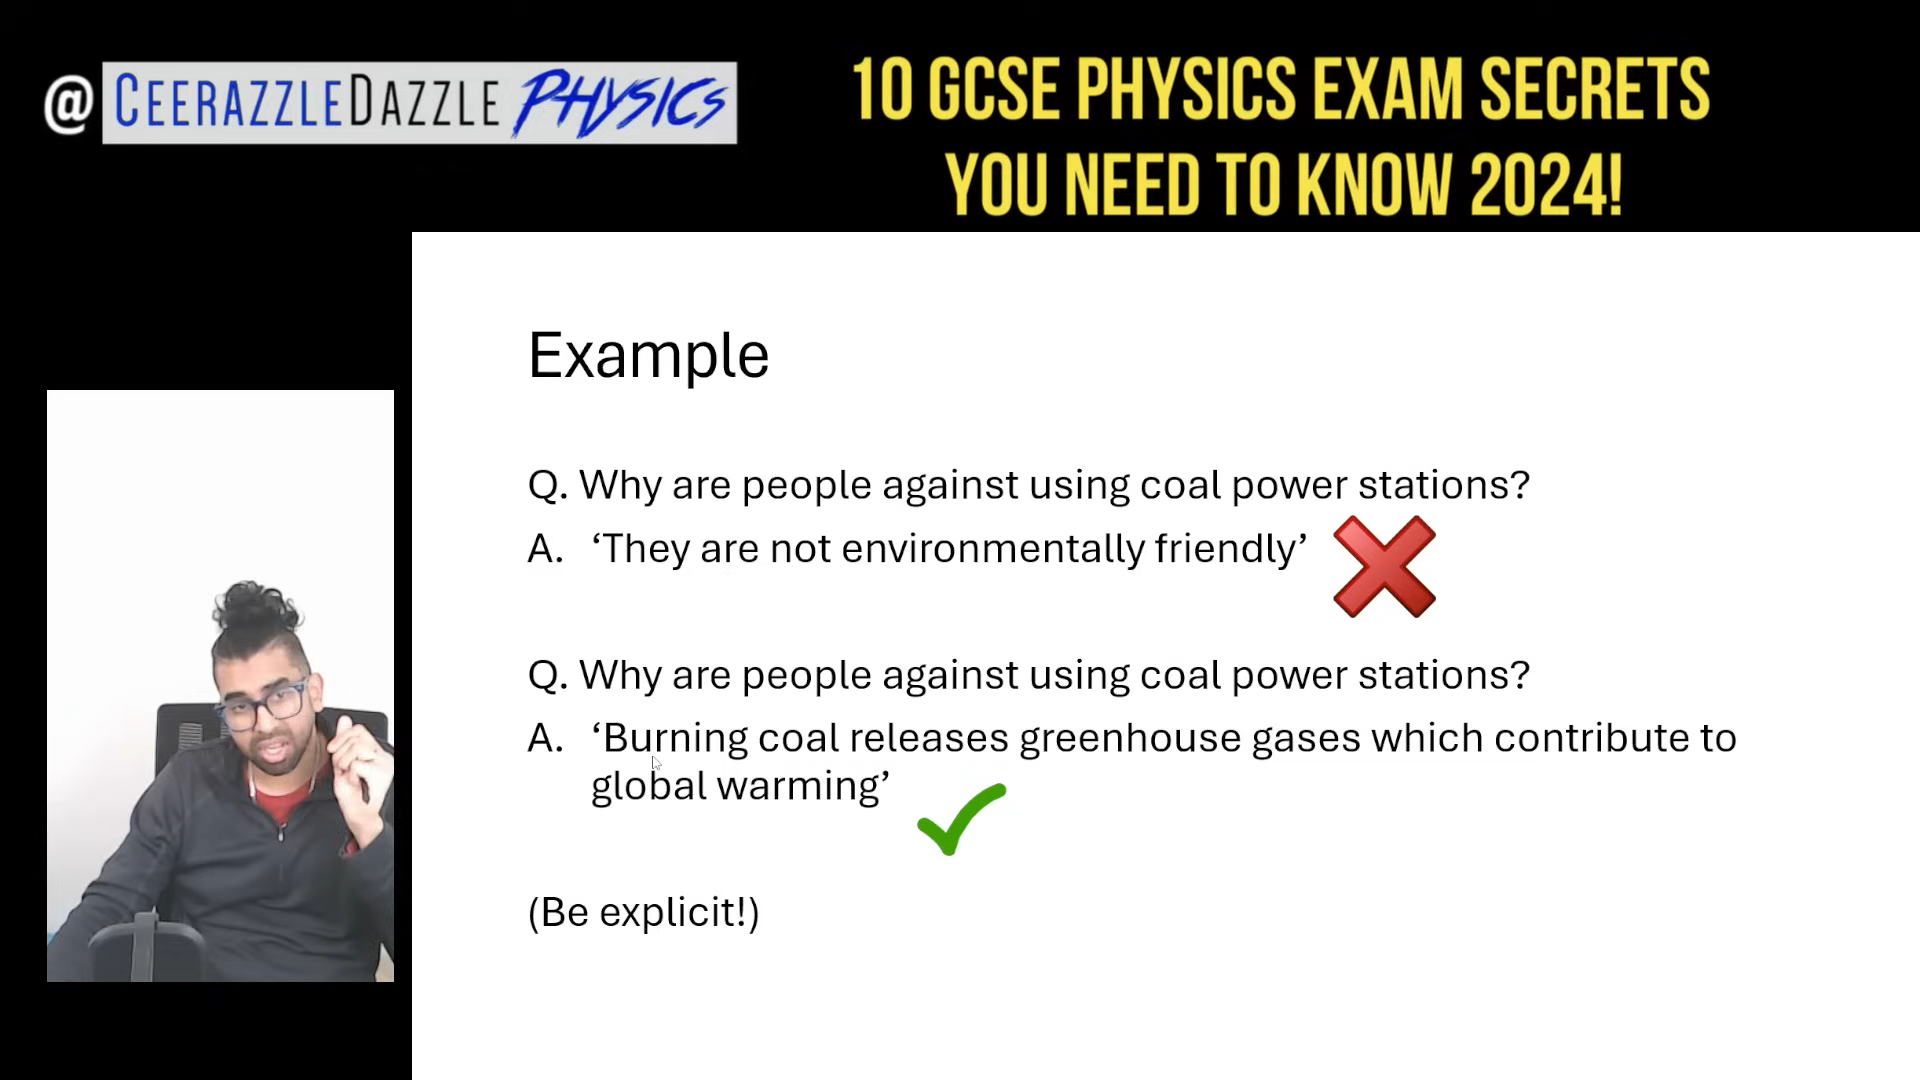 @ CEERAZZLEDAZZLE PHYSICS
10 GCSE PHYSICS EXAM SECRETS
YOU NEED TO KNOW 2024!
Example
Q. Why are people against using coal power stations?
A. ‘They are not environmentally friendly’
Q. Why are people against using coal power stations?
A. ‘Burning coal releases greenhouse gases which contribute to
global warming’
(Be explicit!)